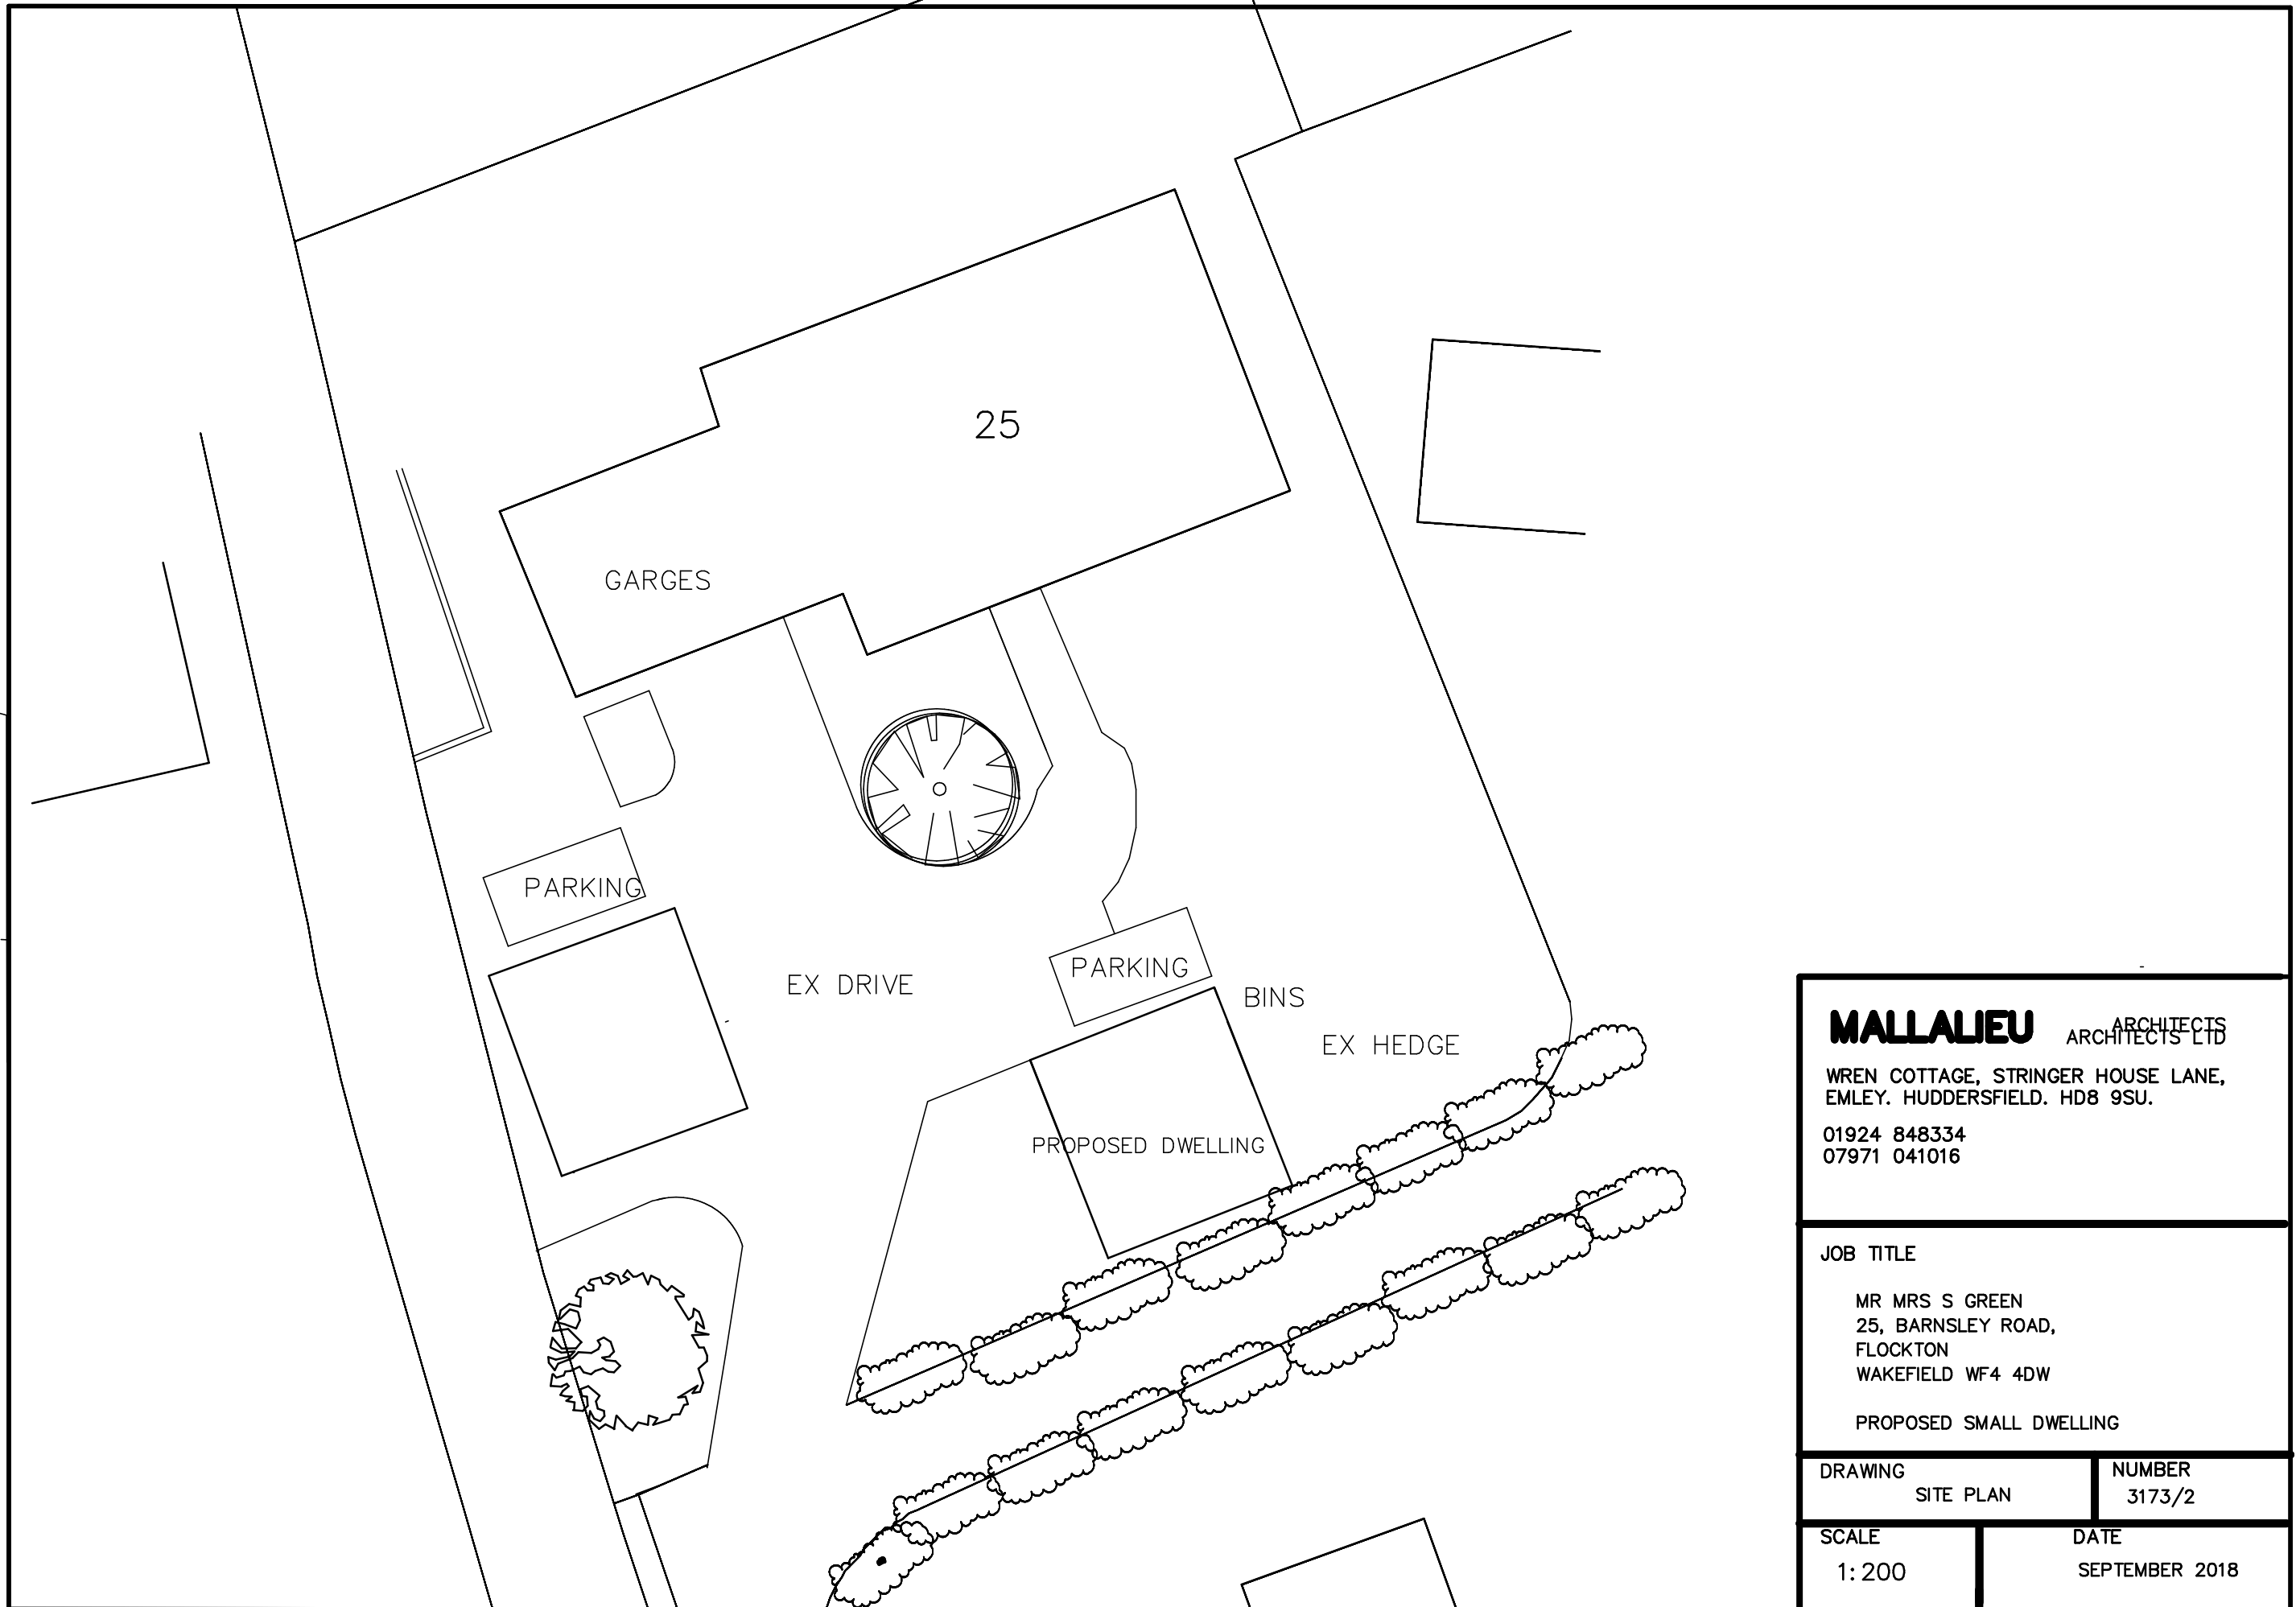 25
GARGES
PARKING
EX DRIVE
PARKING
BINS
EX HEDGE
PROPOSED DWELLING
MALLALIEU
ARCHITECTS
ARCHITECTS LTD
WREN COTTAGE, STRINGER HOUSE LANE,
EMLEY. HUDDERSFIELD. HD8 9SU.
01924 848334
07971 041016
JOB TITLE
MR MRS S GREEN
25, BARNSLEY ROAD,
FLOCKTON
WAKEFIELD WF4 4DW
PROPOSED SMALL DWELLING
DRAWING
SITE PLAN
NUMBER
3173/2
SCALE
1:200
DATE
SEPTEMBER 2018